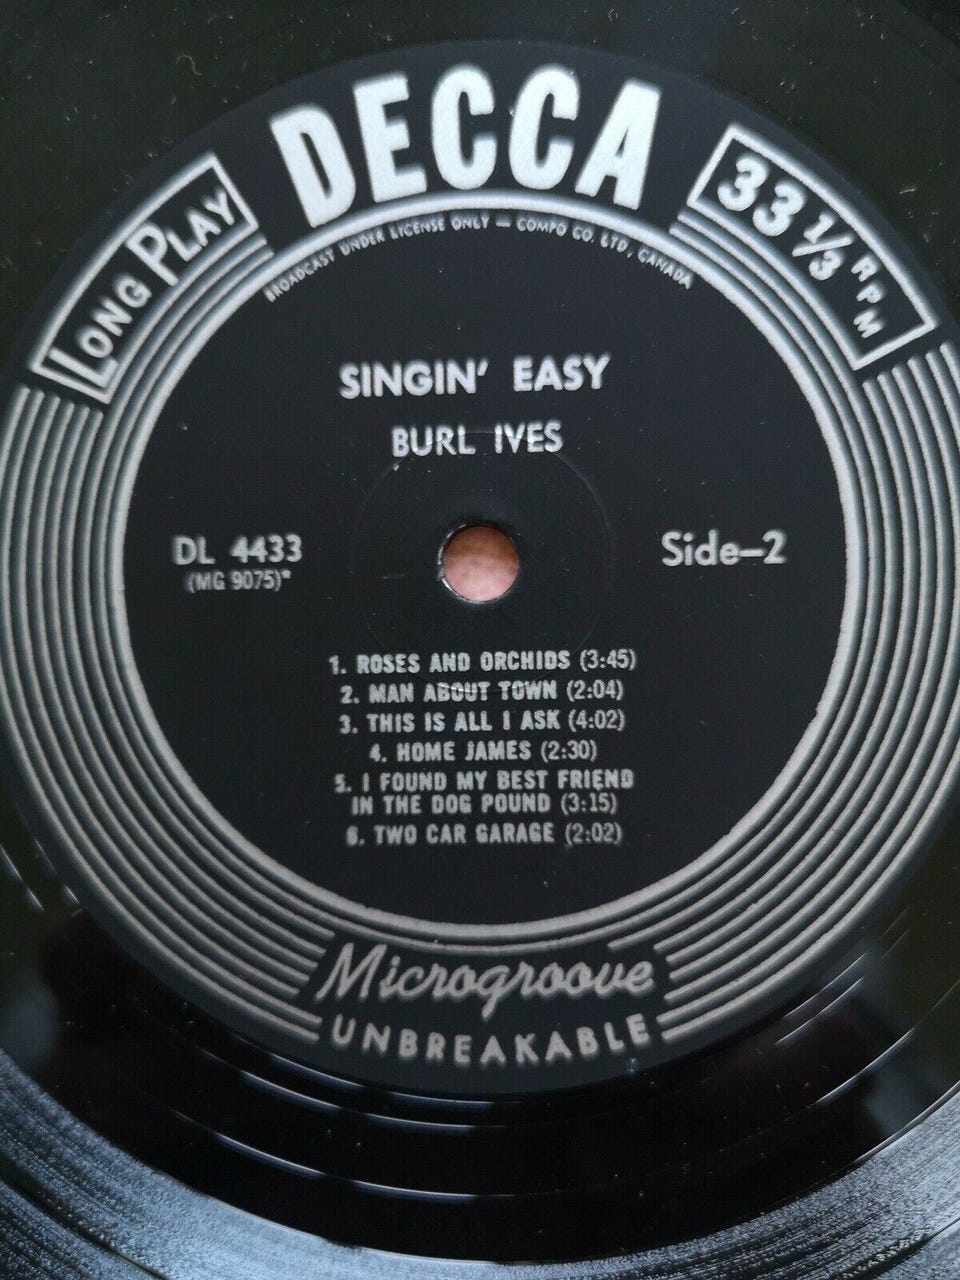 DECCA
LONG PLAY
33 1/3 RPM
BROADCAST UNDER LICENSE ONLY — COMPO CO. LTD., CANADA
SINGIN' EASY
BURL IVES
DL 4433
(MG 9075)*
Side-2
1. ROSES AND ORCHIDS (3:45)
2. MAN ABOUT TOWN (2:04)
3. THIS IS ALL I ASK (4:02)
4. HOME JAMES (2:30)
5. I FOUND MY BEST FRIEND
IN THE DOG POUND (3:15)
6. TWO CAR GARAGE (2:02)
Microgroove
UNBREAKABLE